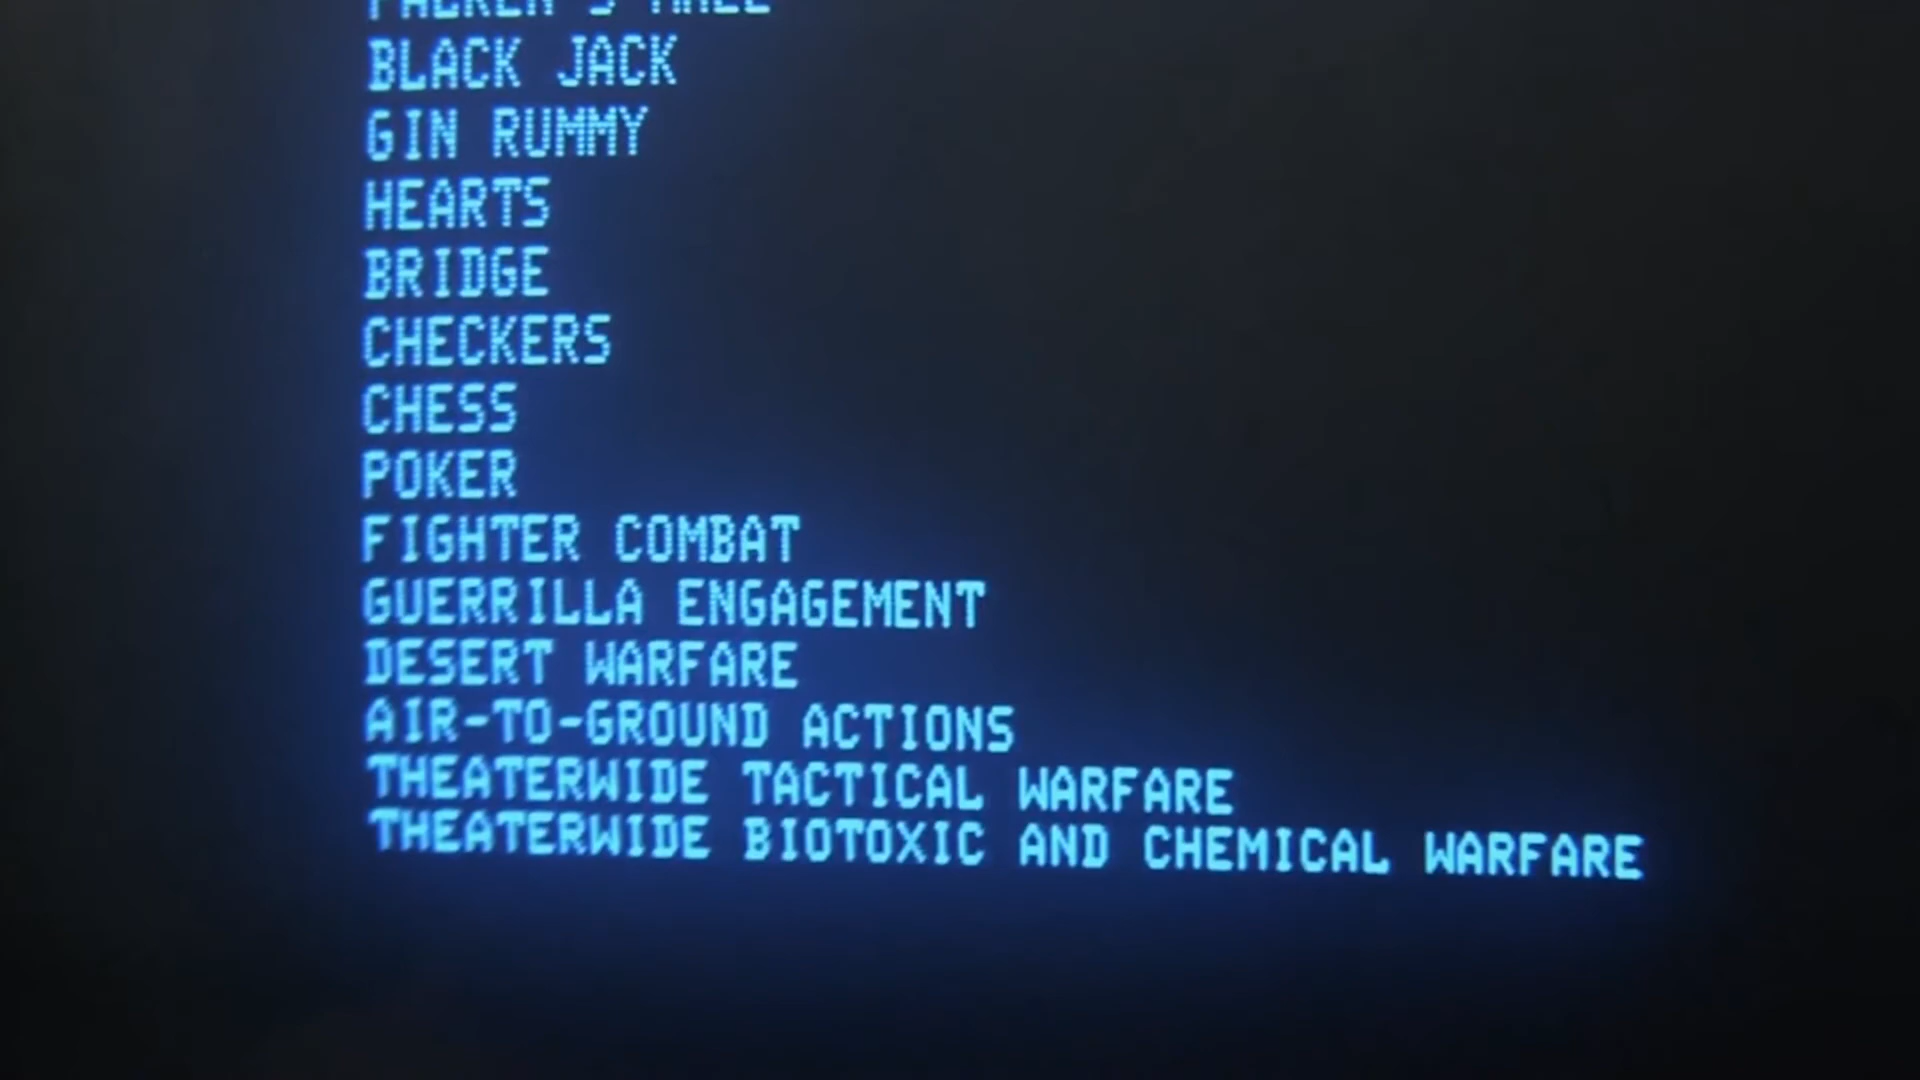 BLACK JACK
GIN RUMMY
HEARTS
BRIDGE
CHECKERS
CHESS
POKER
FIGHTER COMBAT
GUERRILLA ENGAGEMENT
DESERT WARFARE
AIR-TO-GROUND ACTIONS
THEATERWIDE TACTICAL WARFARE
THEATERWIDE BIOTOXIC AND CHEMICAL WARFARE